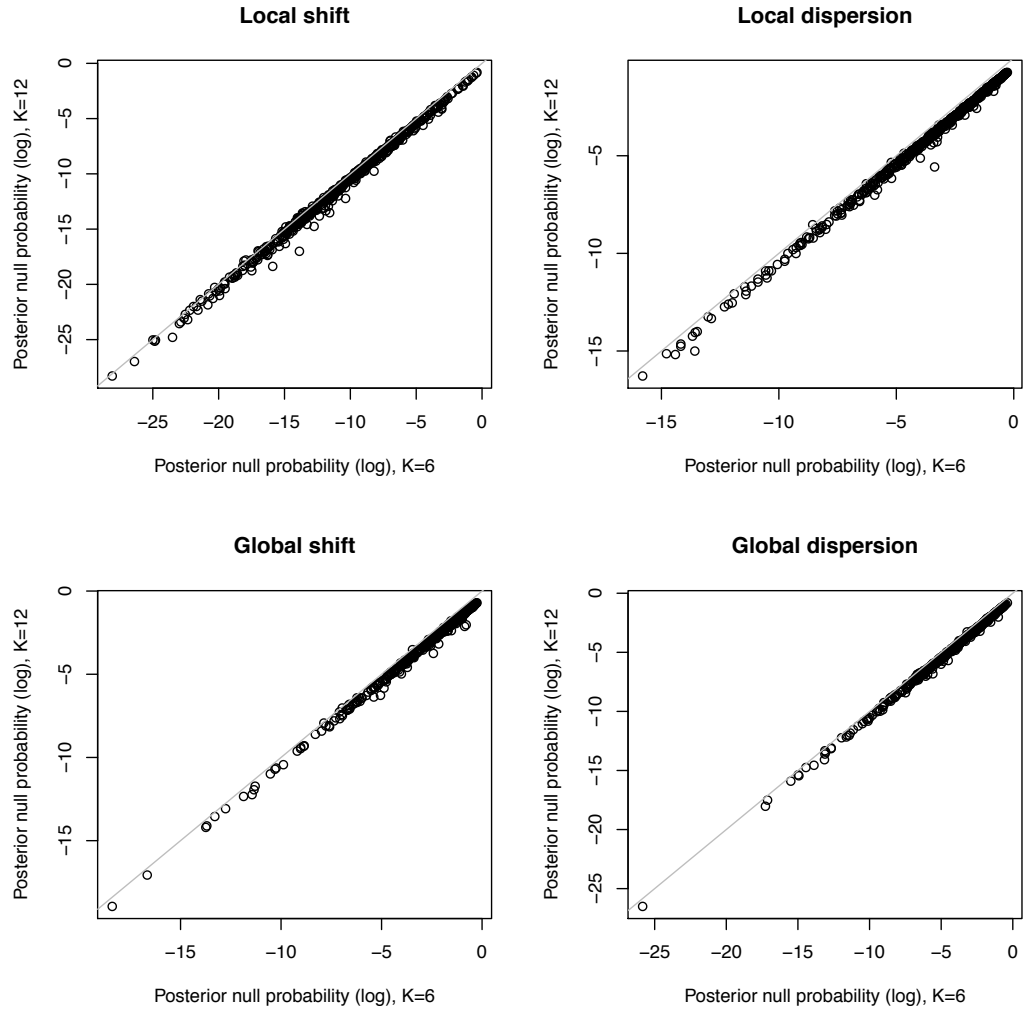 Local shift
Posterior null probability (log), K=12
0
−5
−10
−15
−20
−25
−25 −20 −15 −10 −5 0
Posterior null probability (log), K=6
Local dispersion
Posterior null probability (log), K=12
−5
−10
−15
−15 −10 −5 0
Posterior null probability (log), K=6
Global shift
Posterior null probability (log), K=12
0
−5
−10
−15
−15 −10 −5 0
Posterior null probability (log), K=6
Global dispersion
Posterior null probability (log), K=12
0
−5
−10
−15
−20
−25
−25 −20 −15 −10 −5 0
Posterior null probability (log), K=6